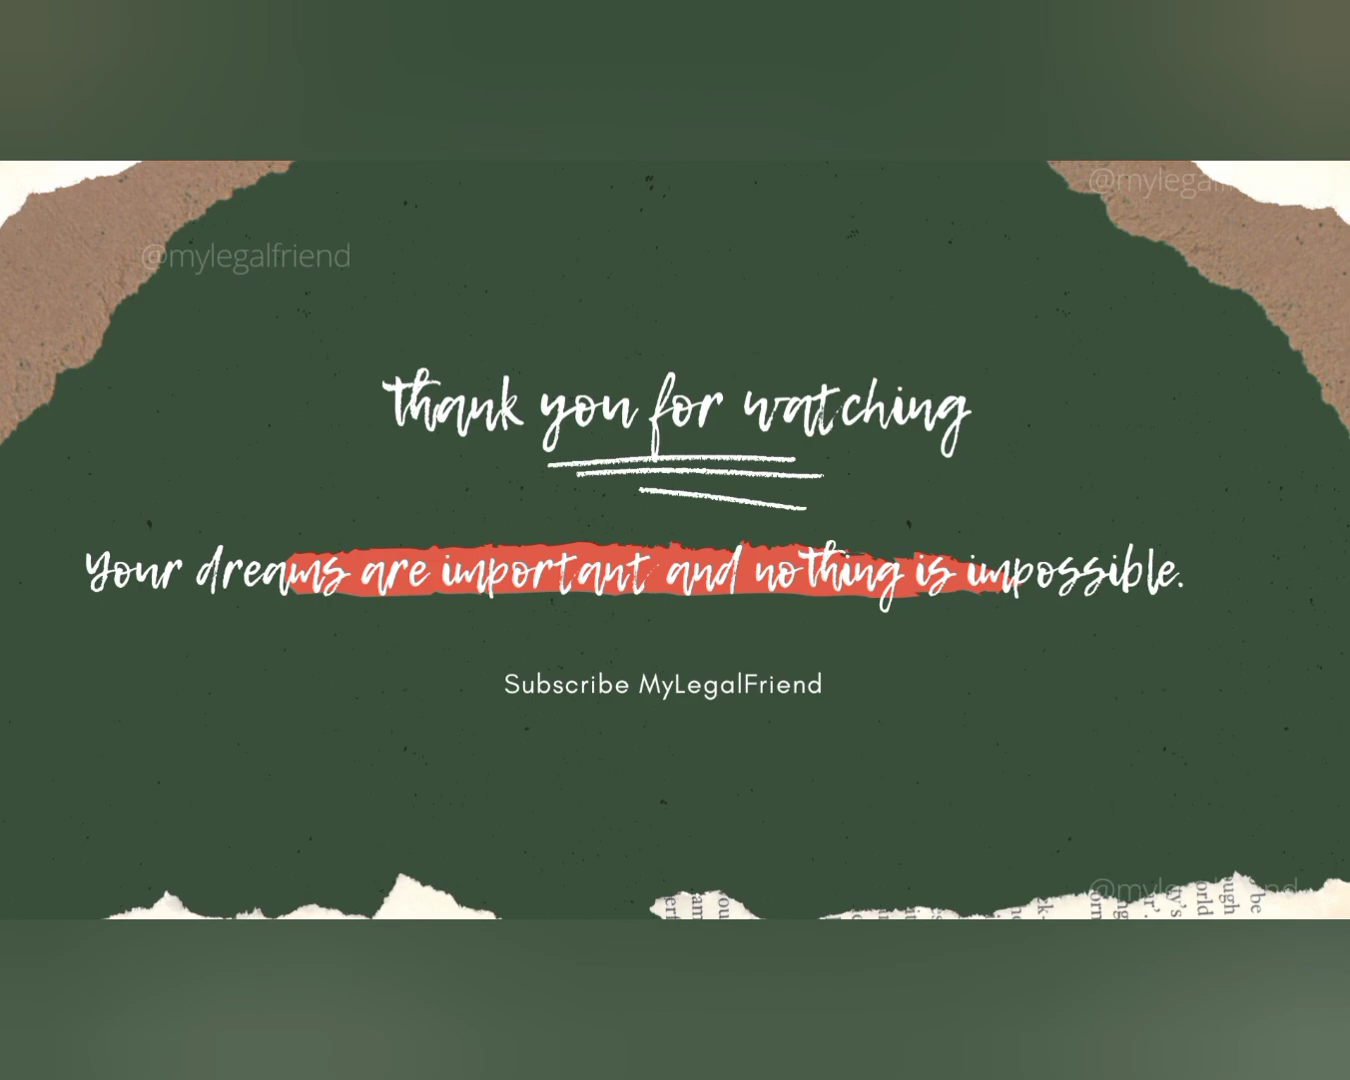 @mylegalfriend
thank you for watching
Your dreams are important and nothing is impossible.
Subscribe MyLegalFriend